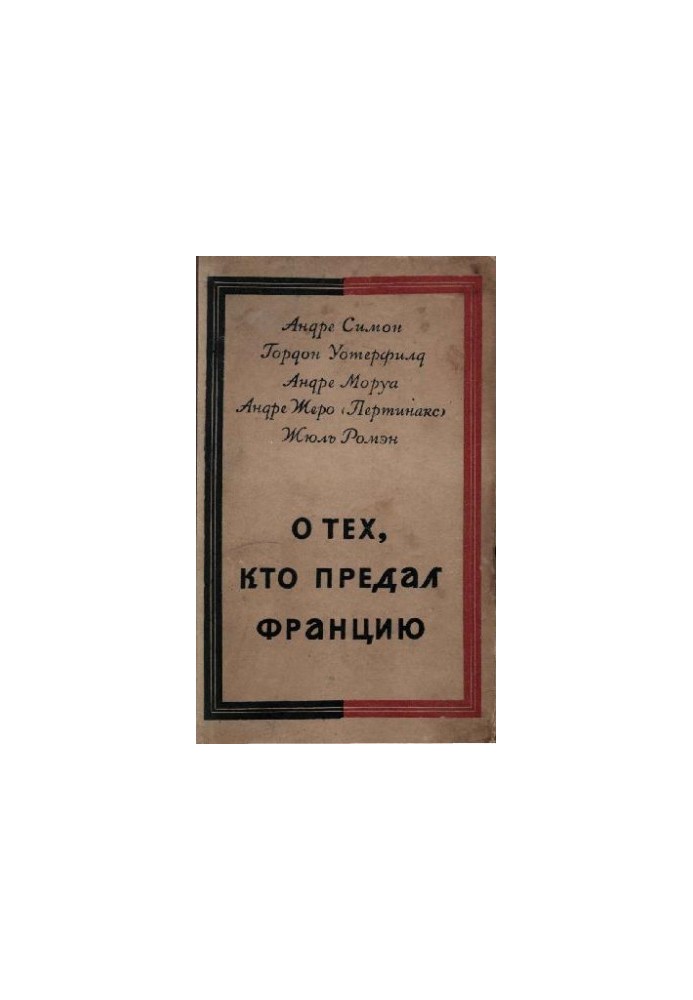 Андре Симон
Гордон Уотерфилд
Андре Моруа
Андре Жеро (Пертинакс)
Жюль Ромэн
О ТЕХ,
КТО ПРЕДАЛ
ФРАНЦИЮ